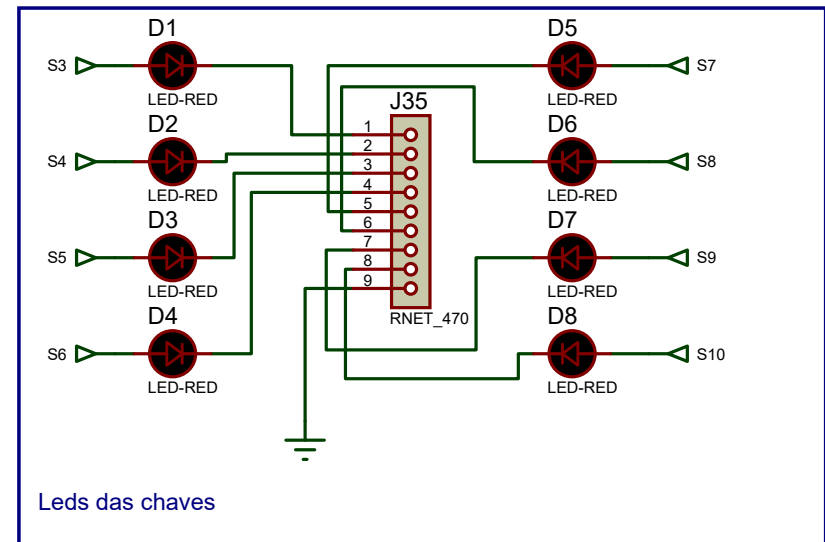 D1
S3
LED-RED
D2
S4
LED-RED
D3
S5
LED-RED
D4
S6
LED-RED
J35
1
2
3
4
5
6
7
8
9
RNET_470
D5
S7
LED-RED
D6
S8
LED-RED
D7
S9
LED-RED
D8
S10
LED-RED
Leds das chaves